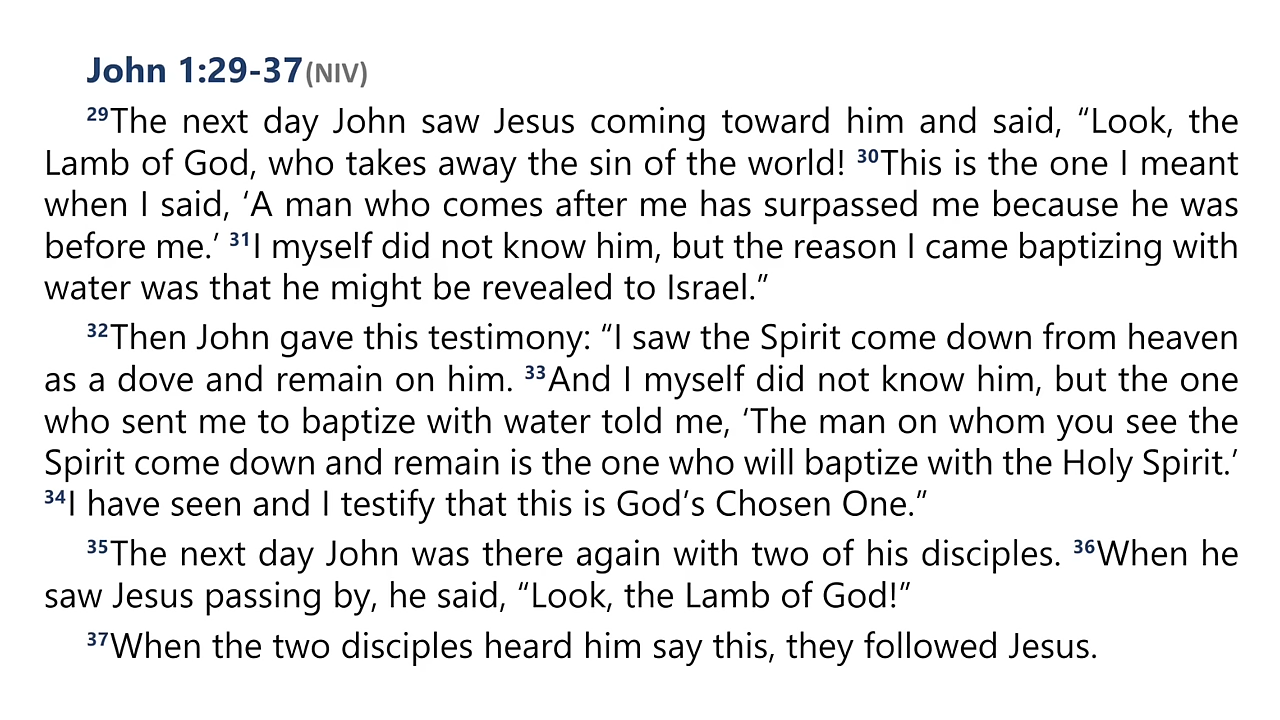 John 1:29-37(NIV)
29The next day John saw Jesus coming toward him and said, “Look, the
Lamb of God, who takes away the sin of the world! 30This is the one I meant
when I said, ‘A man who comes after me has surpassed me because he was
before me.’ 31I myself did not know him, but the reason I came baptizing with
water was that he might be revealed to Israel.”
32Then John gave this testimony: “I saw the Spirit come down from heaven
as a dove and remain on him. 33And I myself did not know him, but the one
who sent me to baptize with water told me, ‘The man on whom you see the
Spirit come down and remain is the one who will baptize with the Holy Spirit.’
34I have seen and I testify that this is God’s Chosen One.”
35The next day John was there again with two of his disciples. 36When he
saw Jesus passing by, he said, “Look, the Lamb of God!”
37When the two disciples heard him say this, they followed Jesus.